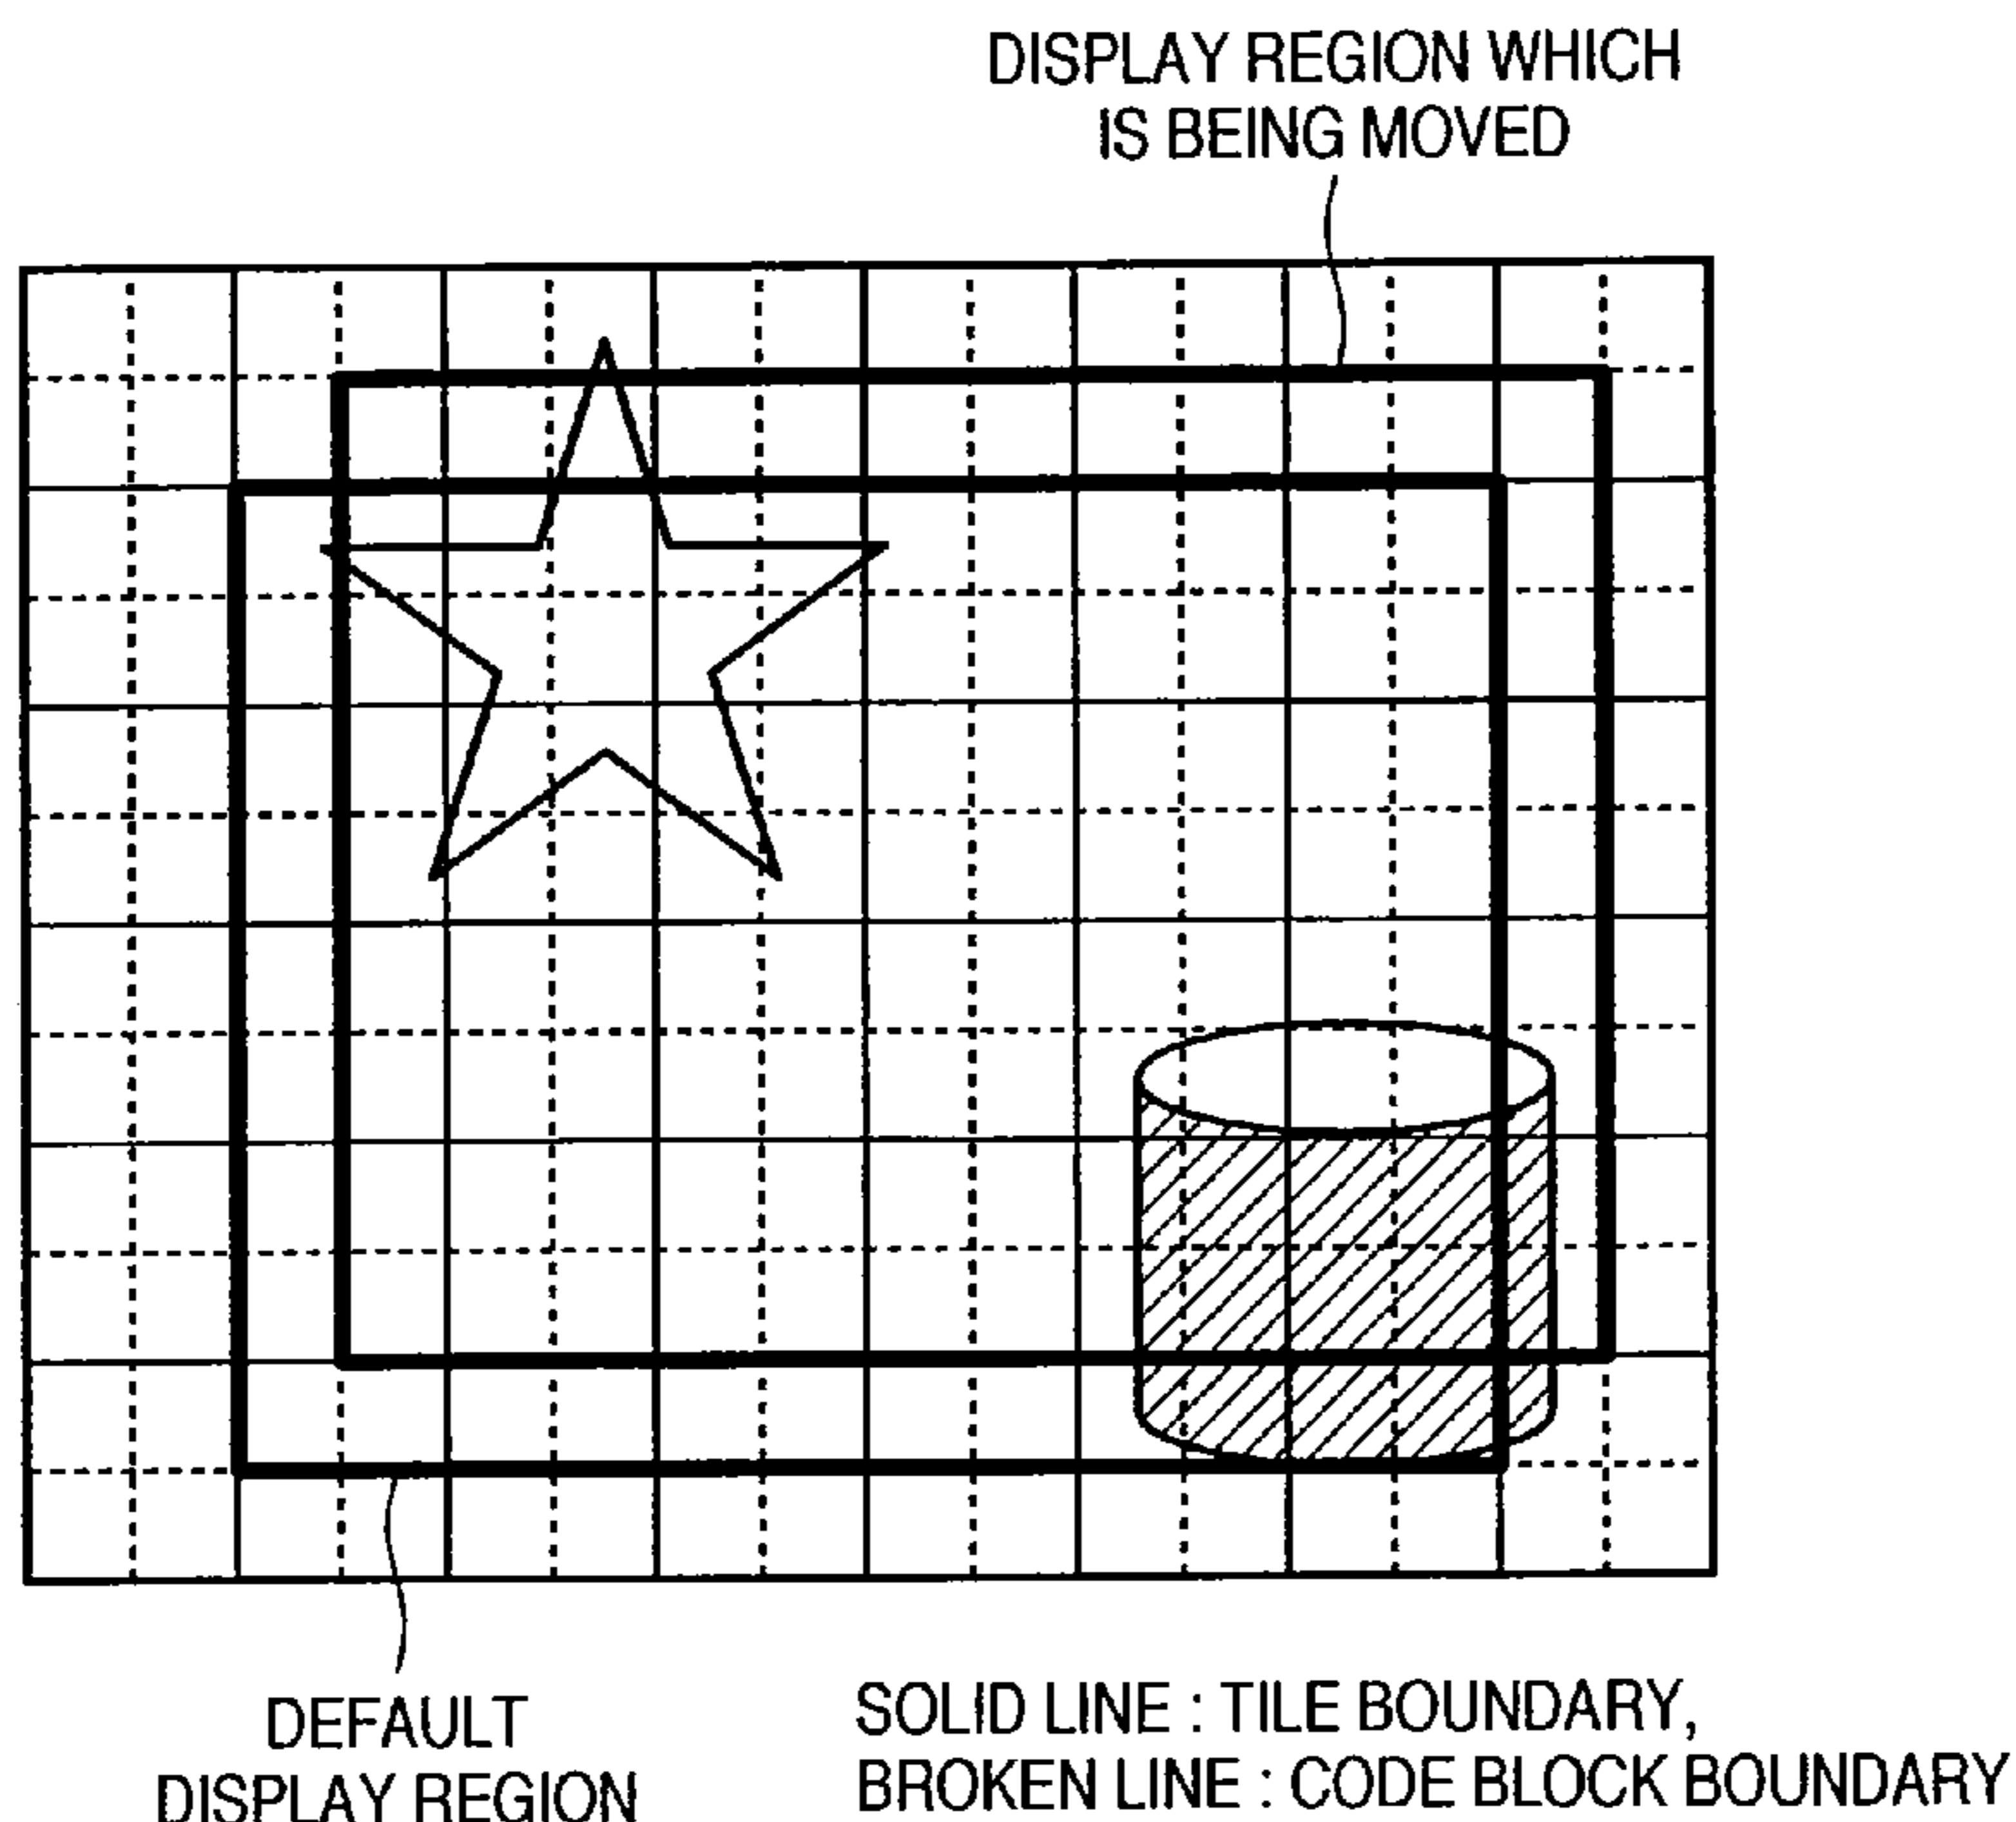 DISPLAY REGION WHICH
IS BEING MOVED
DEFAULT
DISPLAY REGION
SOLID LINE : TILE BOUNDARY,
BROKEN LINE : CODE BLOCK BOUNDARY